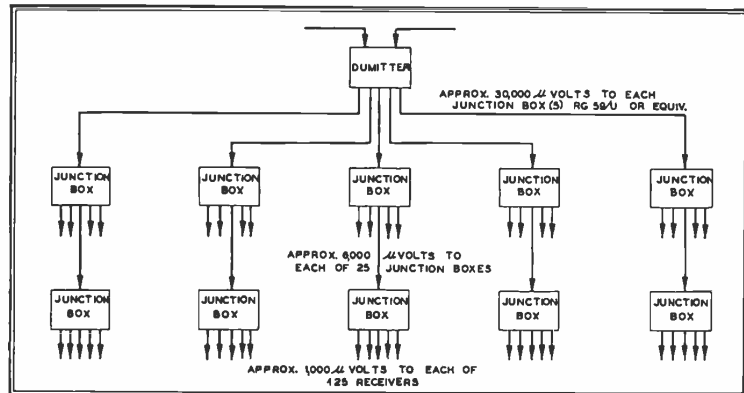 DUMITTER
APPROX. 30,000 μ VOLTS TO EACH
JUNCTION BOX (5) RG 59/U OR EQUIV.
JUNCTION
BOX
JUNCTION
BOX
JUNCTION
BOX
JUNCTION
BOX
JUNCTION
BOX
APPROX. 6,000 μ VOLTS TO
EACH OF 25 JUNCTION BOXES
JUNCTION
BOX
JUNCTION
BOX
JUNCTION
BOX
JUNCTION
BOX
JUNCTION
BOX
APPROX. 1,000 μ VOLTS TO EACH OF
125 RECEIVERS